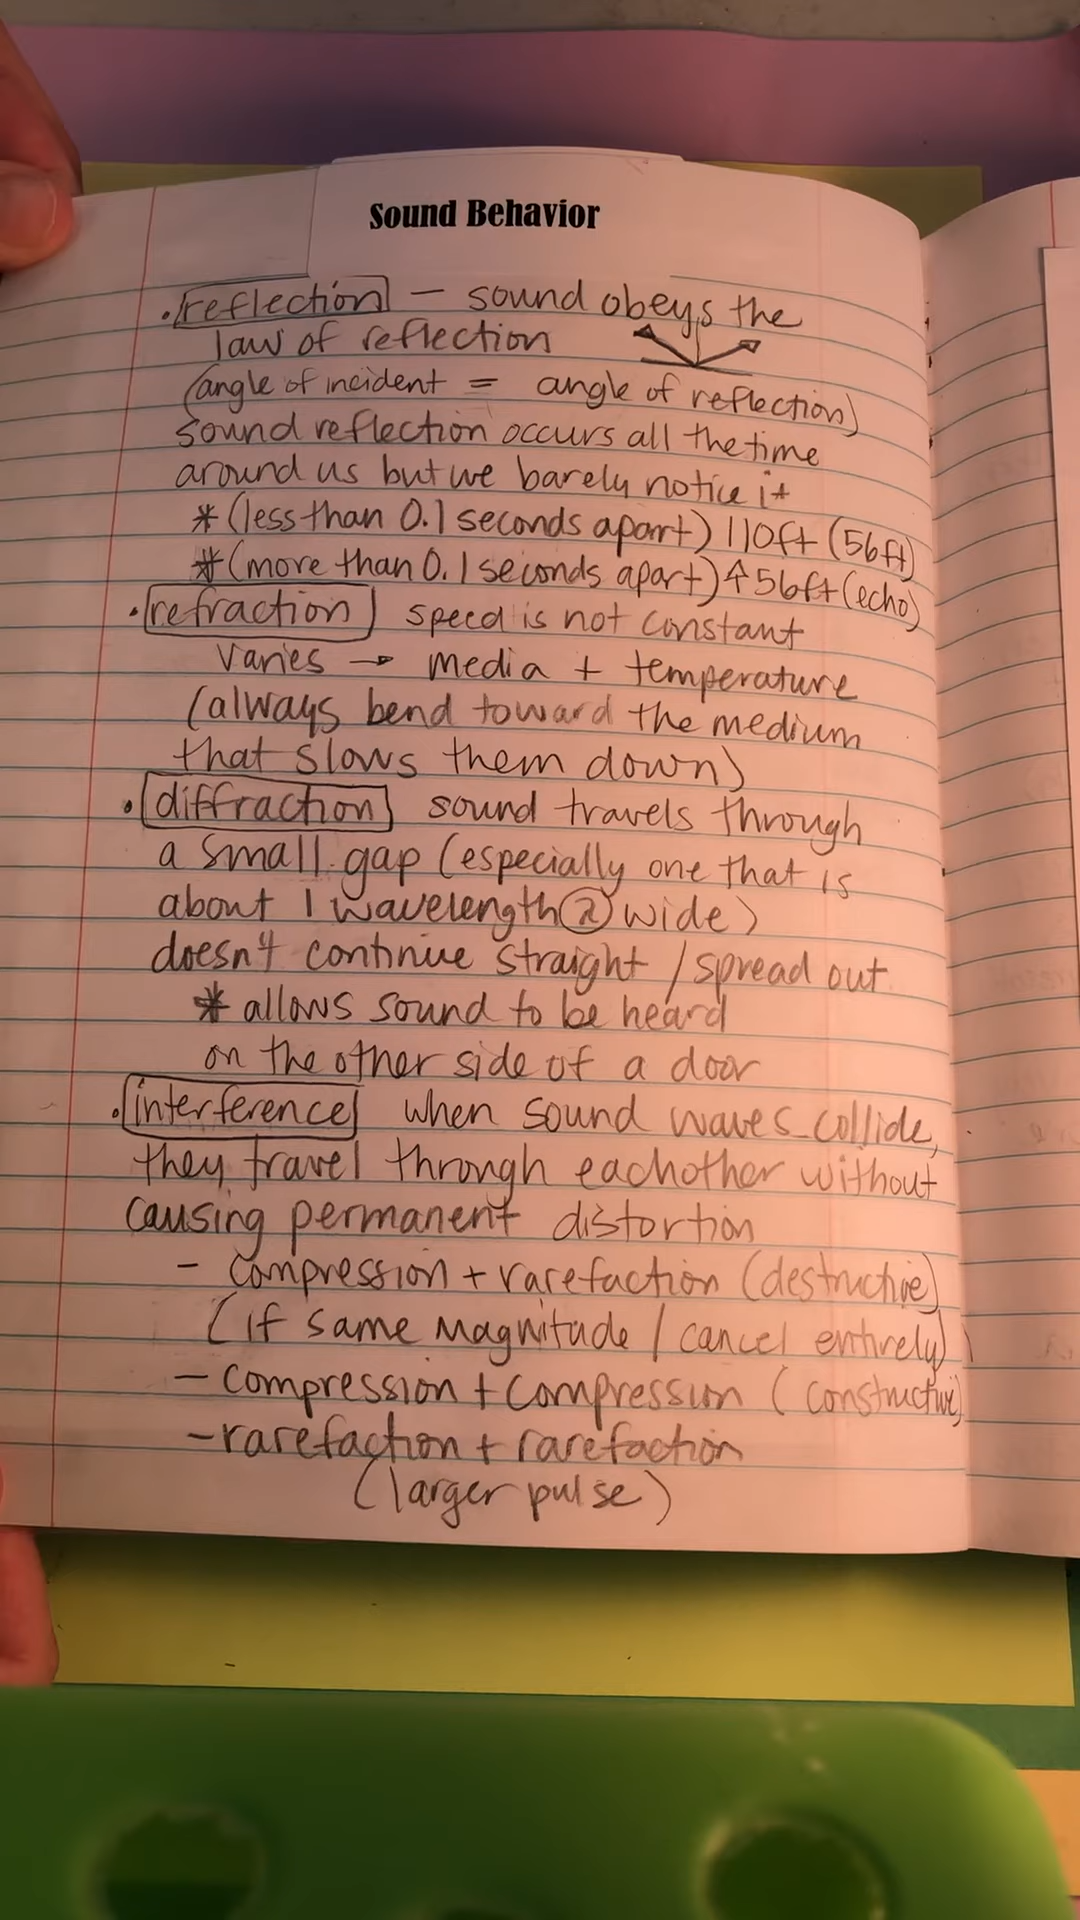 Sound Behavior
• reflection – sound obeys the
law of reflection
(angle of incident = angle of reflection)
sound reflection occurs all the time
around us but we barely notice it
* (less than 0.1 seconds apart) 110ft (56ft)
* (more than 0.1 seconds apart) ↑56ft (echo)
• refraction speed is not constant
varies → media + temperature
(always bend toward the medium
that slows them down)
• diffraction sound travels through
a small gap (especially one that is
about 1 wavelength λ wide)
doesn't continue straight / spread out
* allows sound to be heard
on the other side of a door
• interference when sound waves collide,
they travel through eachother without
causing permanent distortion
- compression + rarefaction (destructive)
(if same magnitude / cancel entirely)
- compression + compression (constructive)
- rarefaction + rarefaction
(larger pulse)